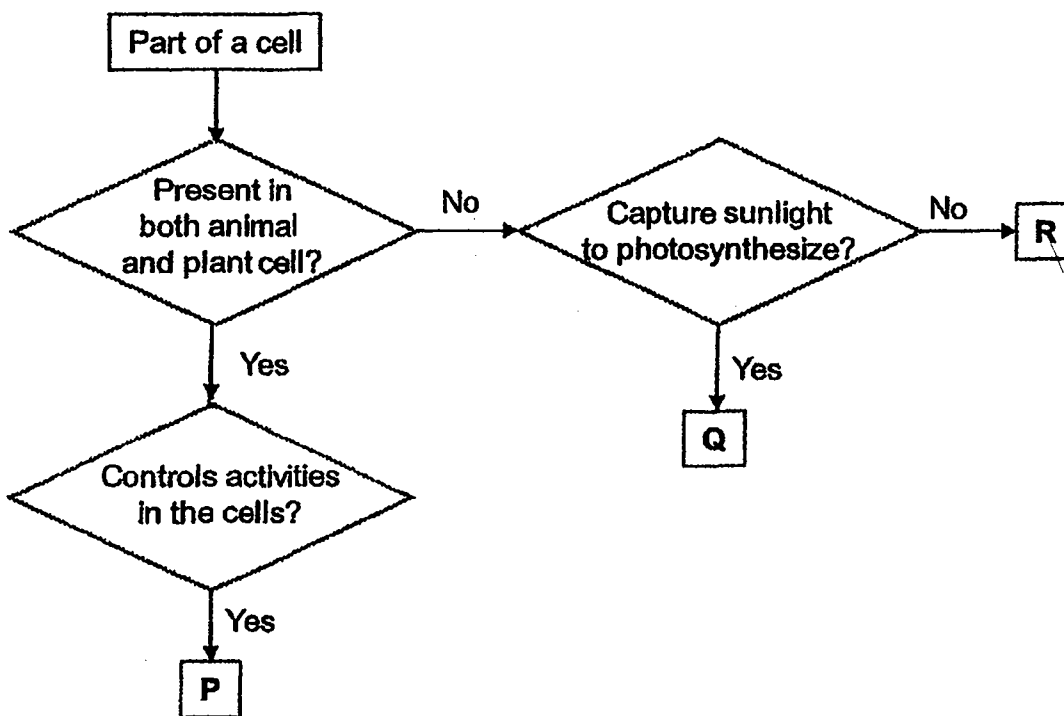 Part of a cell
Present in
both animal
and plant cell?
No
Capture sunlight
to photosynthesize?
No
R
Yes
Yes
Q
Controls activities
in the cells?
Yes
P